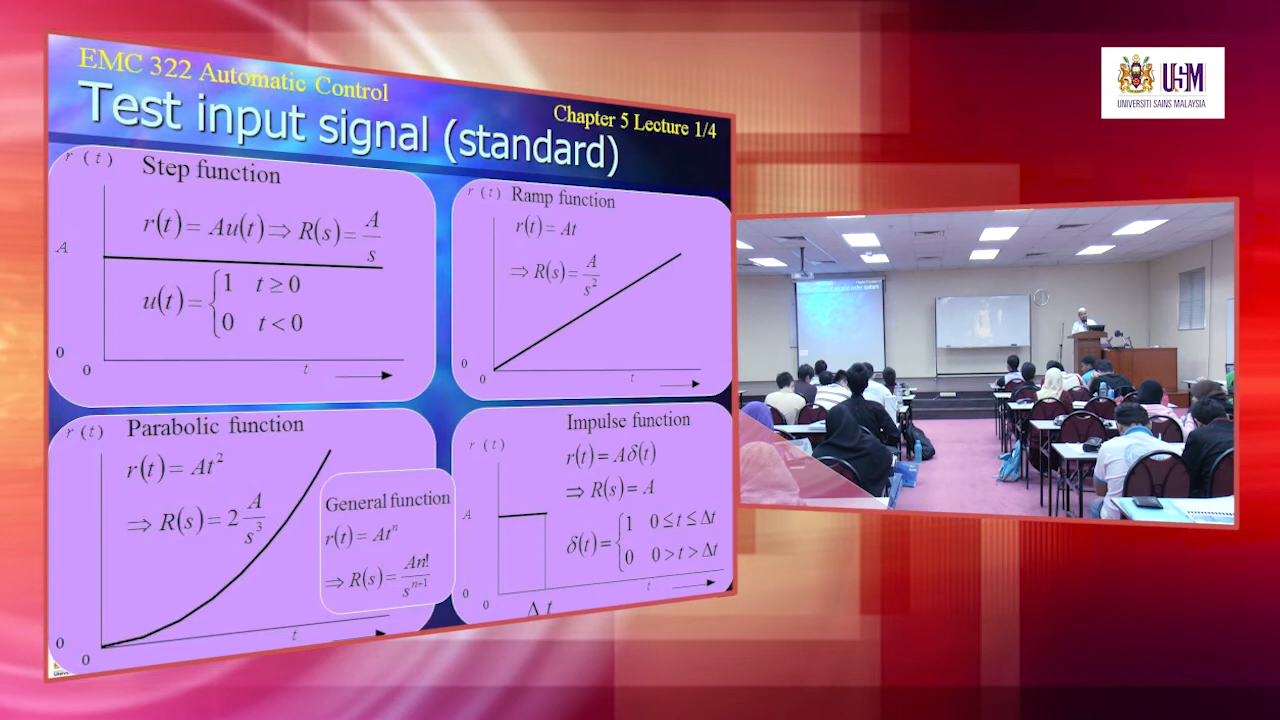 EMC 322 Automatic Control
Chapter 5 Lecture 1/4
Test input signal (standard)
r (t)
Step function
r(t) = Au(t) ⇒ R(s) = A/s
A
u(t) = { 1 t ≥ 0
0 t < 0
0
0
t
r (t)
Ramp function
r(t) = At
⇒ R(s) = A/s²
0
0
t
r (t)
Parabolic function
r(t) = At²
⇒ R(s) = 2 A/s³
0
0
t
General function
r(t) = Atⁿ
⇒ R(s) = An!/sⁿ⁺¹
r (t)
Impulse function
r(t) = Aδ(t)
⇒ R(s) = A
A
δ(t) = { 1 0 ≤ t ≤ Δt
0 0 > t > Δt
0
0
Δ t
t
USM
UNIVERSITI SAINS MALAYSIA